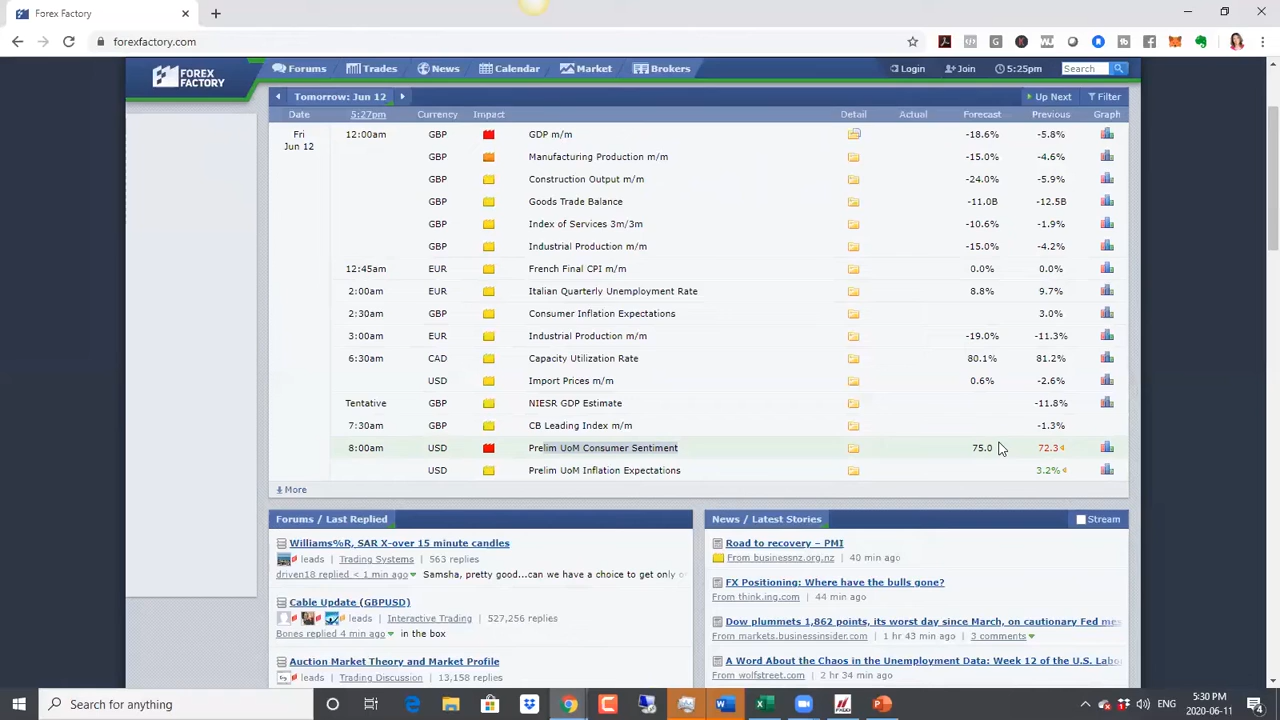 Forex Factory
forexfactory.com
FOREX FACTORY
Forums Trades News Calendar Market Brokers Login Join 5:25pm Search
Tomorrow: Jun 12 Up Next Filter
Date 5:27pm Currency Impact Detail Actual Forecast Previous Graph
Fri Jun 12 12:00am GBP GDP m/m -18.6% -5.8%
GBP Manufacturing Production m/m -15.0% -4.6%
GBP Construction Output m/m -24.0% -5.9%
GBP Goods Trade Balance -11.0B -12.5B
GBP Index of Services 3m/3m -10.6% -1.9%
GBP Industrial Production m/m -15.0% -4.2%
12:45am EUR French Final CPI m/m 0.0% 0.0%
2:00am EUR Italian Quarterly Unemployment Rate 8.8% 9.7%
2:30am GBP Consumer Inflation Expectations 3.0%
3:00am EUR Industrial Production m/m -19.0% -11.3%
6:30am CAD Capacity Utilization Rate 80.1% 81.2%
USD Import Prices m/m 0.6% -2.6%
Tentative GBP NIESR GDP Estimate -11.8%
7:30am GBP CB Leading Index m/m -1.3%
8:00am USD Prelim UoM Consumer Sentiment 75.0 72.3
USD Prelim UoM Inflation Expectations 3.2%
More
Forums / Last Replied
Williams%R, SAR X-over 15 minute candles
leads Trading Systems 563 replies
driven18 replied < 1 min ago Samsha, pretty good...can we have a choice to get only
Cable Update (GBPUSD)
leads Interactive Trading 527,256 replies
Bones replied 4 min ago in the box
Auction Market Theory and Market Profile
leads Trading Discussion 13,158 replies
News / Latest Stories Stream
Road to recovery – PMI
From businessnz.org.nz 40 min ago
FX Positioning: Where have the bulls gone?
From think.ing.com 44 min ago
Dow plummets 1,862 points, its worst day since March, on cautionary Fed mes
From markets.businessinsider.com 1 hr 43 min ago 3 comments
A Word About the Chaos in the Unemployment Data: Week 12 of the U.S. Labo
From wolfstreet.com 2 hr 34 min ago
Search for anything
ENG
5:30 PM
2020-06-11
4